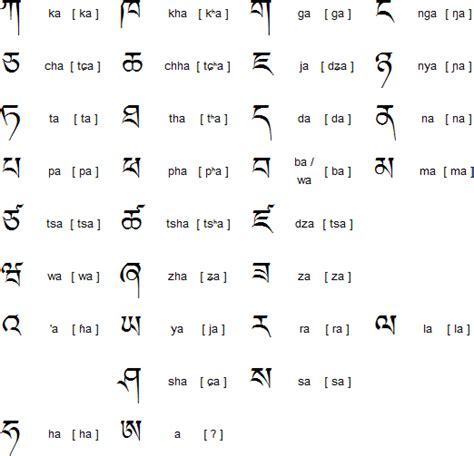 ཀ ka [ ka ] ཁ kha [ kʰa ] ག ga [ ga ] ང nga [ ŋa ]
ཅ cha [ tɕa ] ཆ chha [ tɕʰa ] ཇ ja [ dʑa ] ཉ nya [ ɲa ]
ཏ ta [ ta ] ཐ tha [ tʰa ] ད da [ da ] ན na [ na ]
པ pa [ pa ] ཕ pha [ pʰa ] བ ba / wa [ ba ] མ ma [ ma ]
ཙ tsa [ tsa ] ཚ tsha [ tsʰa ] ཛ dza [ tsa ]
ཝ wa [ wa ] ཞ zha [ ʑa ] ཟ za [ za ]
འ 'a [ ɦa ] ཡ ya [ ja ] ར ra [ ra ] ལ la [ la ]
ཤ sha [ ɕa ] ས sa [ sa ]
ཧ ha [ ha ] ཨ a [ ? ]